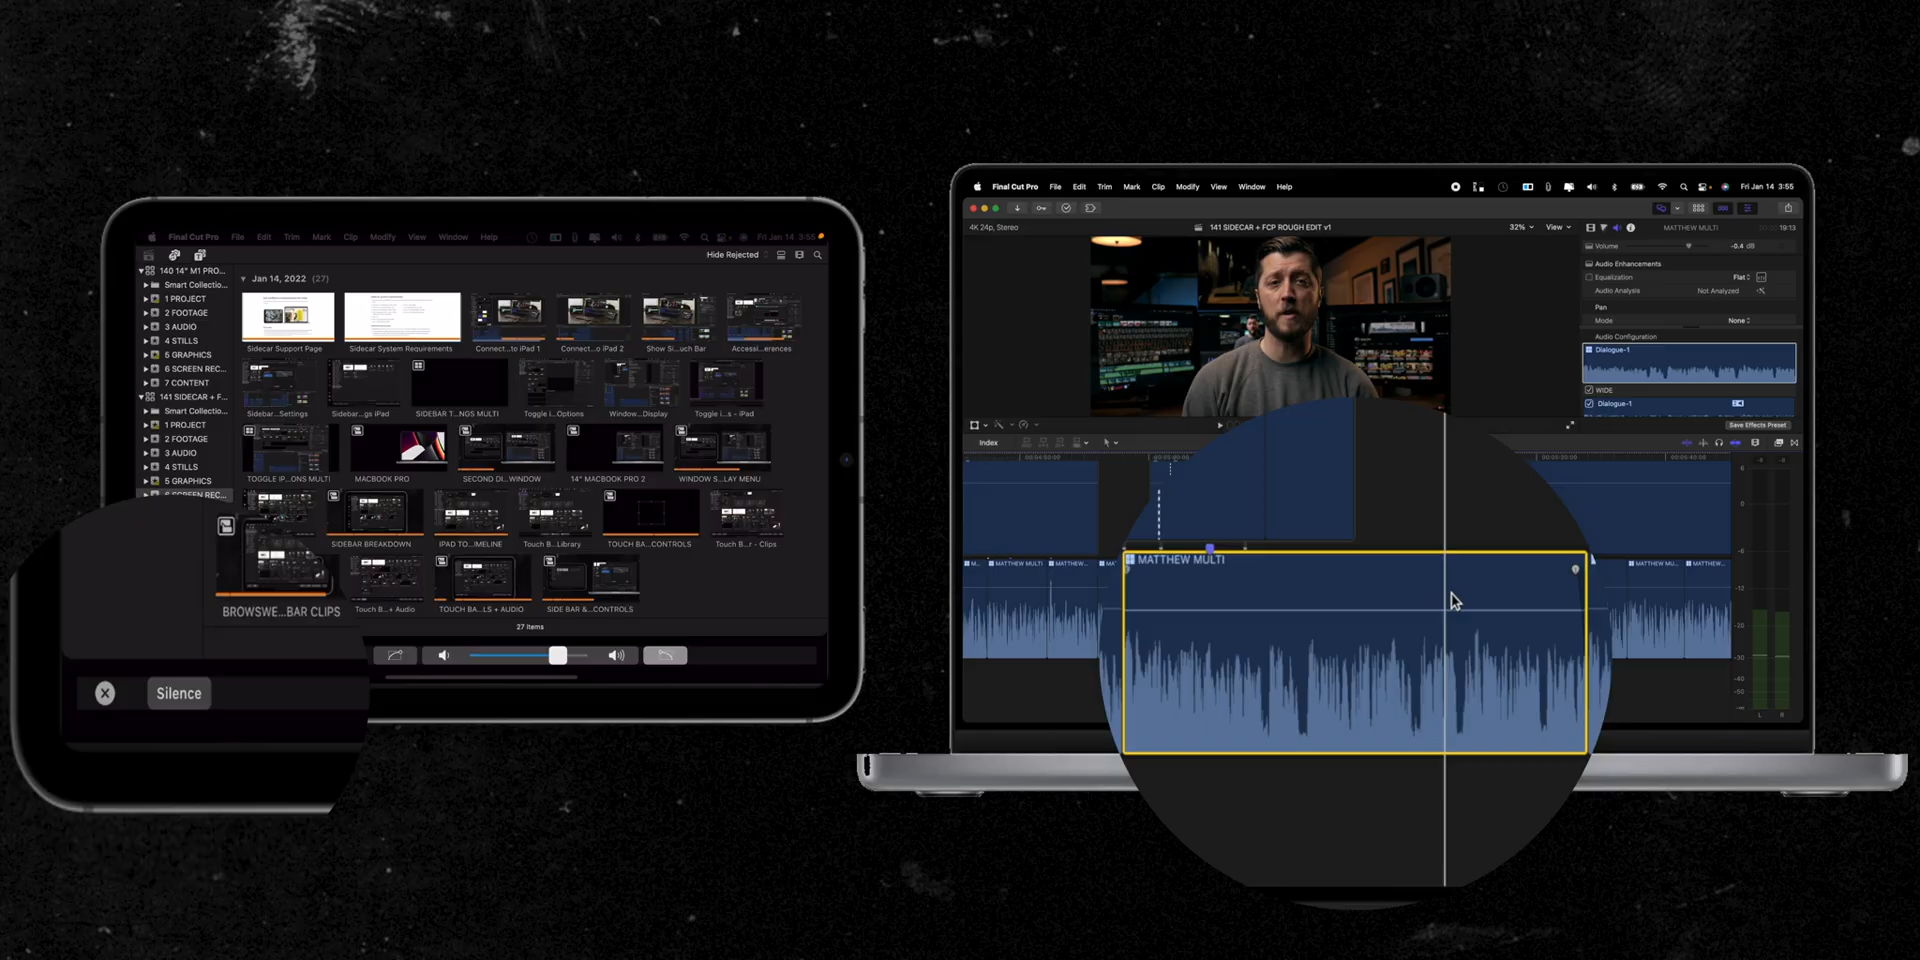 Final Cut Pro File Edit Trim Mark Clip Modify View Window Help Fri Jan 14 3:55
Hide Rejected
140 14" M1 PRO...
Smart Collectio...
1 PROJECT
2 FOOTAGE
3 AUDIO
4 STILLS
5 GRAPHICS
6 SCREEN REC...
7 CONTENT
141 SIDECAR + F...
Smart Collectio...
1 PROJECT
2 FOOTAGE
3 AUDIO
4 STILLS
5 GRAPHICS
6 SCREEN REC...
Jan 14, 2022 (27)
Sidecar Support Page
Sidecar System Requirements
Connect...to iPad 1
Connect...o iPad 2
Show Si...uch Bar
Accessi...erences
Sidebar...Settings
Sidebar...gs iPad
SIDEBAR T...NGS MULTI
Toggle i...Options
Window...Display
Toggle i...s - iPad
TOGGLE IP...ONS MULTI
MACBOOK PRO
SECOND DI...WINDOW
14" MACBOOK PRO 2
WINDOW S...LAY MENU
SIDEBAR BREAKDOWN
IPAD TO...IMELINE
Touch B...Library
TOUCH BA...CONTROLS
Touch B...r - Clips
BROWSWE...BAR CLIPS
Touch B...+ Audio
TOUCH BA...LS + AUDIO
SIDE BAR &...CONTROLS
27 items
Silence
Final Cut Pro File Edit Trim Mark Clip Modify View Window Help Fri Jan 14 3:55
4K 24p, Stereo
141 SIDECAR + FCP ROUGH EDIT v1
32% View
MATTHEW MULTI
19:13
Volume -0.4 dB
Audio Enhancements
Equalization Flat
Audio Analysis Not Analyzed
Pan
Mode None
Audio Configuration
Dialogue-1
WIDE
Dialogue-1
Save Effects Preset
Index
MATTHEW MULTI
M...
MATTHEW MULTI
MATTHEW...
MA
MATTHEW MU...
MATTHEW...
6
0
-6
-12
-20
-30
-40
-50
L R